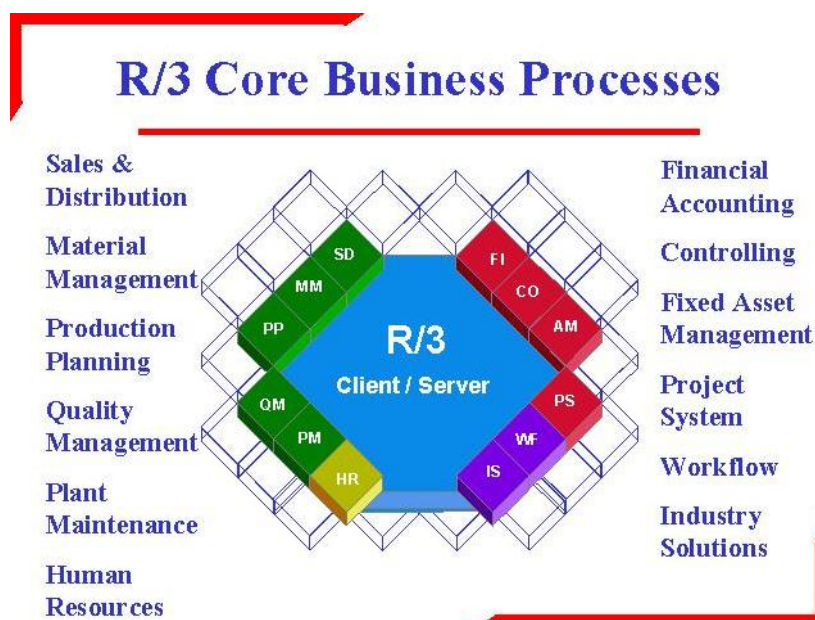 R/3 Core Business Processes
Sales &
Distribution
Material
Management
Production
Planning
Quality
Management
Plant
Maintenance
Human
Resources
SD
MM
PP
QM
PM
HR
R/3
Client / Server
FI
CO
AM
PS
WF
IS
Financial
Accounting
Controlling
Fixed Asset
Management
Project
System
Workflow
Industry
Solutions